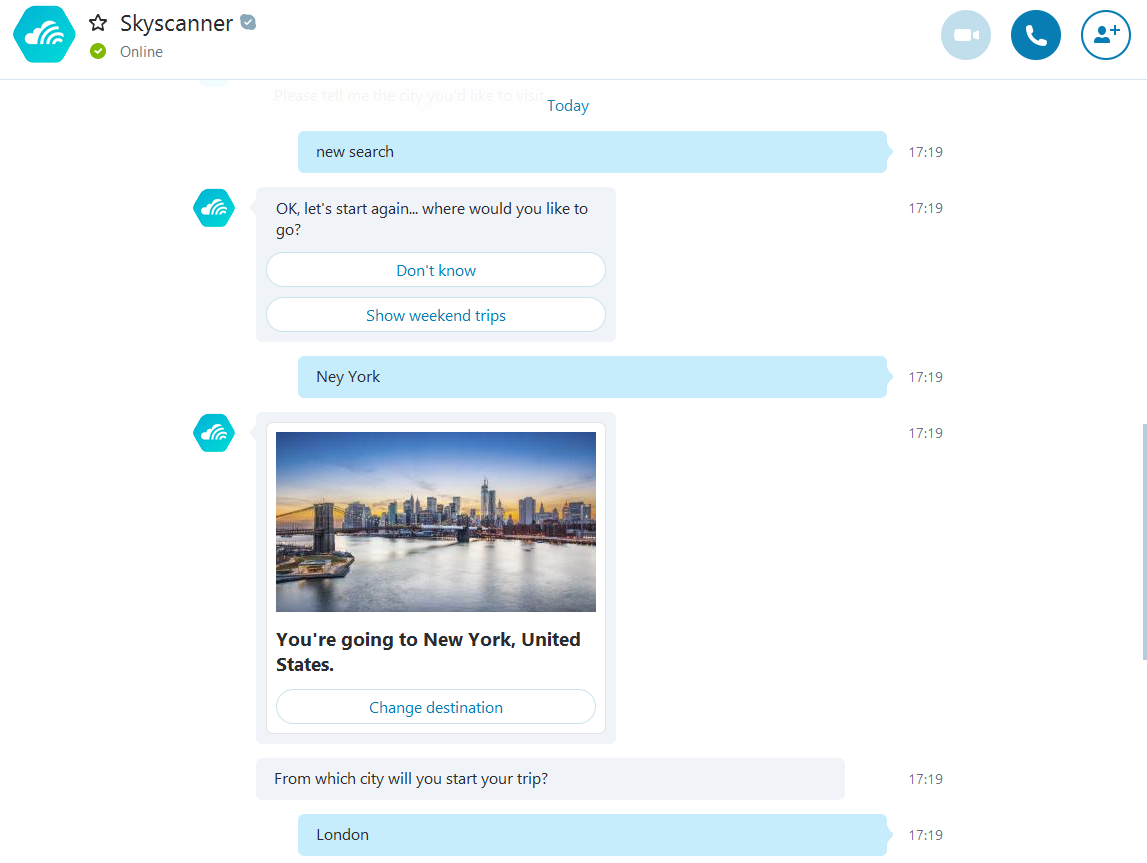 Skyscanner
Online
Please tell me the city you'd like to visit
Today
new search
17:19
OK, let's start again... where would you like to
go?
17:19
Don't know
Show weekend trips
Ney York
17:19
17:19
You're going to New York, United
States.
Change destination
From which city will you start your trip?
17:19
London
17:19